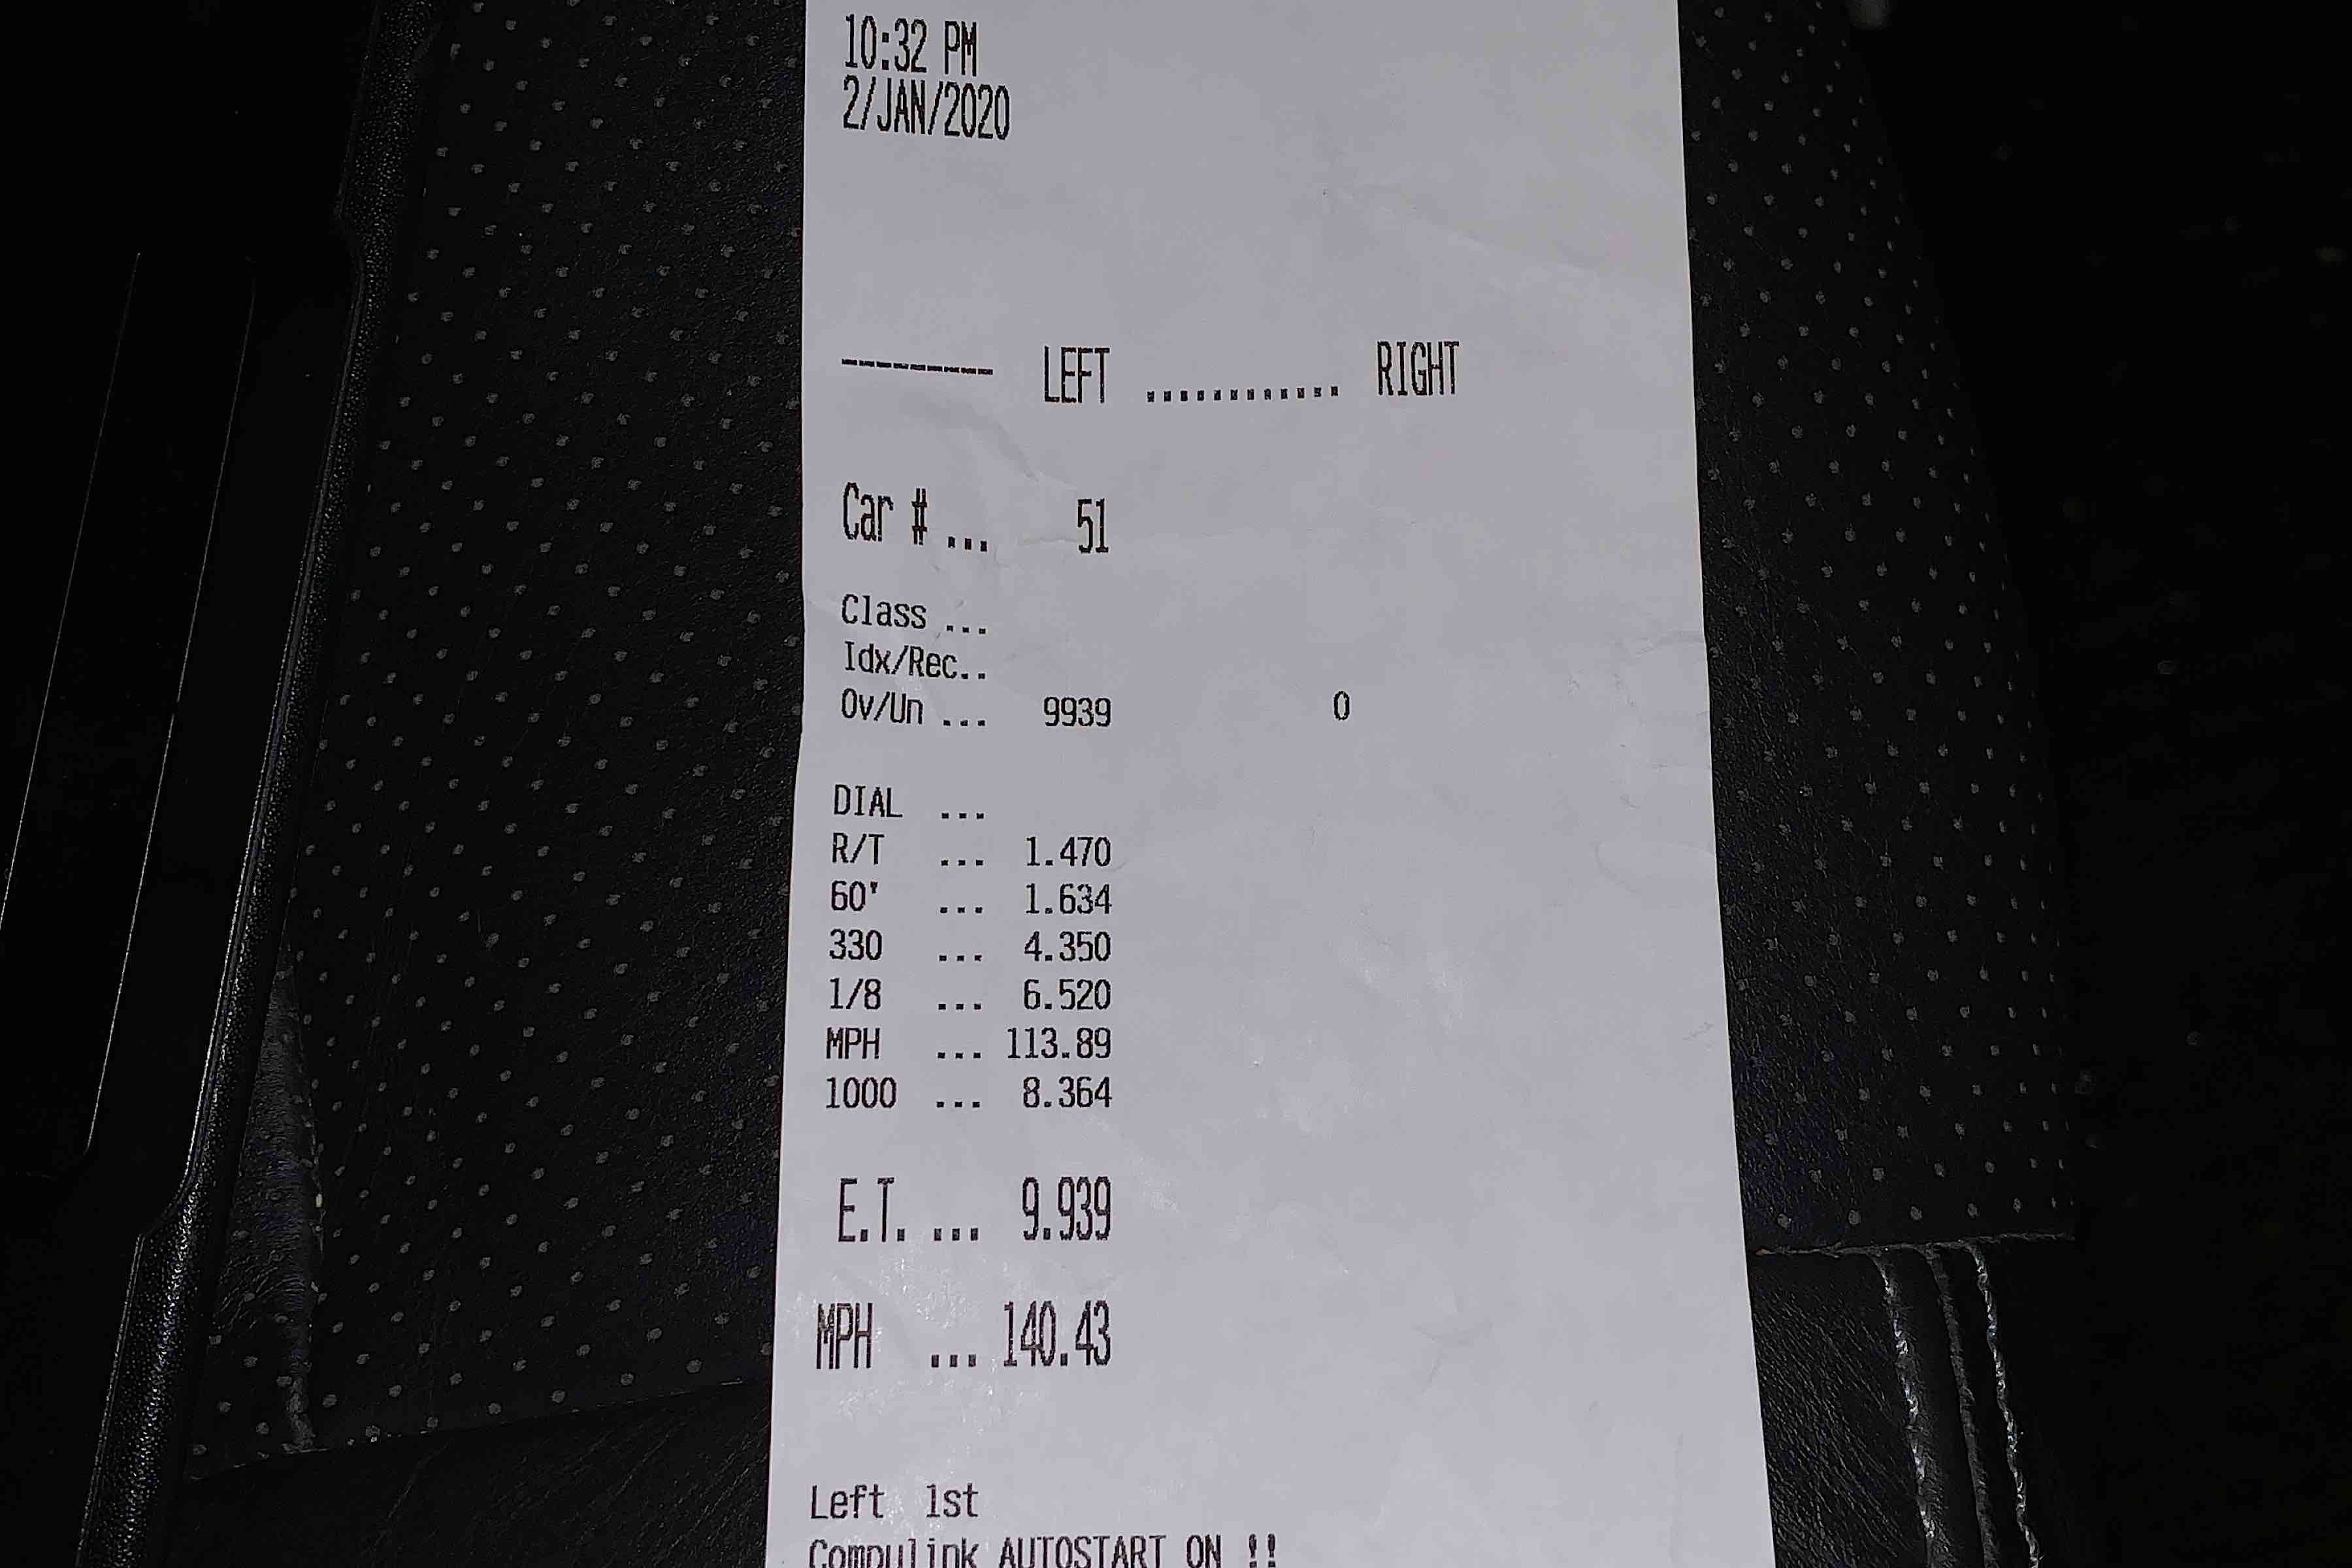 10:32 PM
2/JAN/2020
--------- LEFT ............ RIGHT
Car # ... 51
Class ...
Idx/Rec..
Ov/Un ... 9939 0
DIAL ...
R/T ... 1.470
60' ... 1.634
330 ... 4.350
1/8 ... 6.520
MPH ... 113.89
1000 ... 8.364
E.T. ... 9.939
MPH ... 140.43
Left 1st
Compulink AUTOSTART ON !!